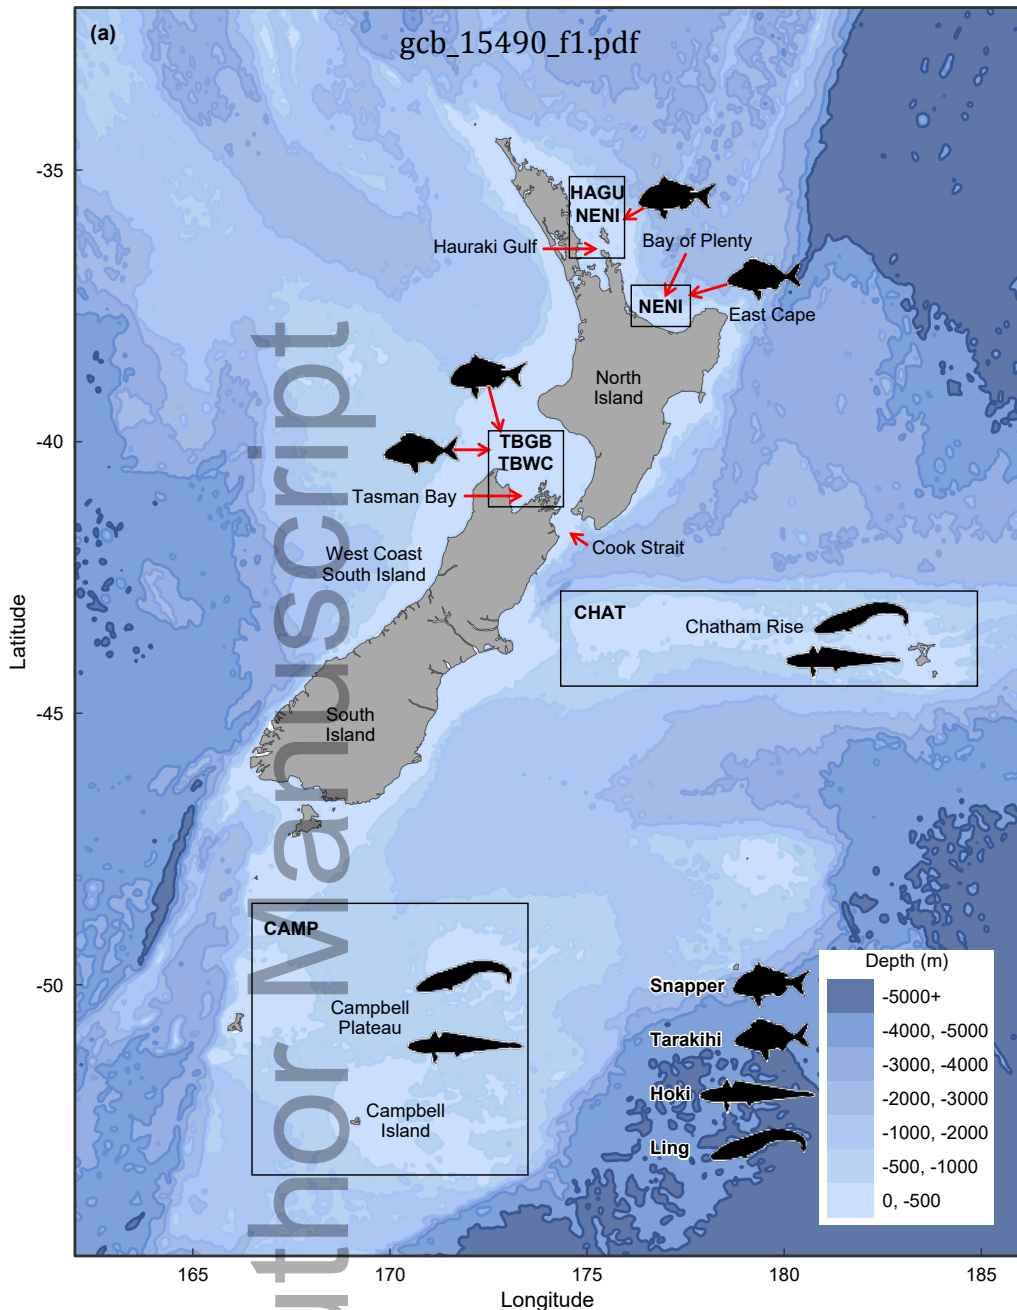 (a)
gcb_15490_f1.pdf
-35
HAGU
NENI
Hauraki Gulf
Bay of Plenty
NENI
East Cape
North
Island
-40
TBGB
TBWC
Tasman Bay
Cook Strait
West Coast
South Island
CHAT
Chatham Rise
Latitude
-45
South
Island
CAMP
-50
Campbell
Plateau
Campbell
Island
Snapper
Tarakihi
Hoki
Ling
Depth (m)
-5000+
-4000, -5000
-3000, -4000
-2000, -3000
-1000, -2000
-500, -1000
0, -500
165
170
175
180
185
Longitude
uthor Manuscript